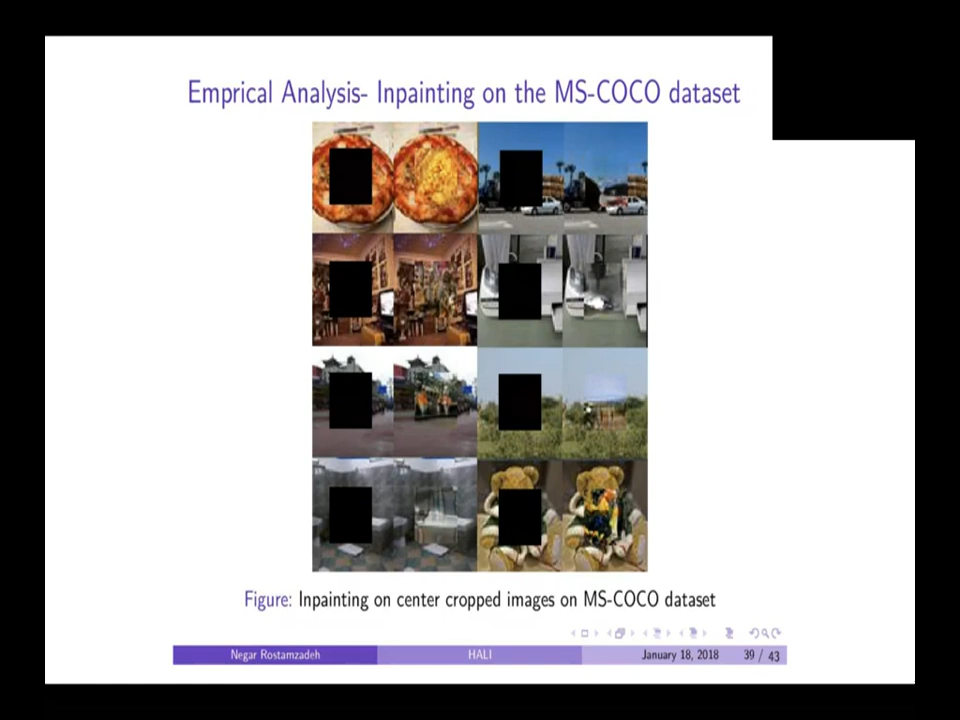 Emprical Analysis- Inpainting on the MS-COCO dataset
Figure: Inpainting on center cropped images on MS-COCO dataset
Negar Rostamzadeh HALI January 18, 2018 39 / 43